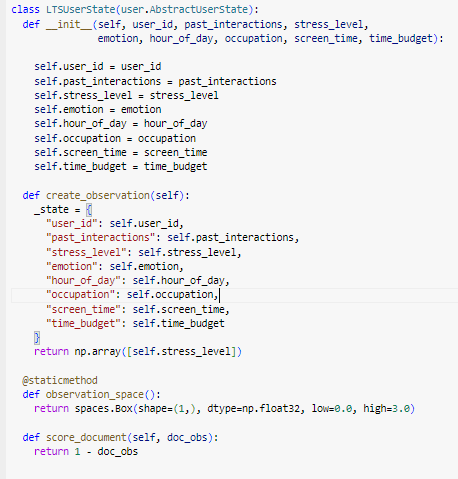 class LTSUserState(user.AbstractUserState):
  def __init__(self, user_id, past_interactions, stress_level,
               emotion, hour_of_day, occupation, screen_time, time_budget):

    self.user_id = user_id
    self.past_interactions = past_interactions
    self.stress_level = stress_level
    self.emotion = emotion
    self.hour_of_day = hour_of_day
    self.occupation = occupation
    self.screen_time = screen_time
    self.time_budget = time_budget

  def create_observation(self):
    _state = {
      "user_id": self.user_id,
      "past_interactions": self.past_interactions,
      "stress_level": self.stress_level,
      "emotion": self.emotion,
      "hour_of_day": self.hour_of_day,
      "occupation": self.occupation,
      "screen_time": self.screen_time,
      "time_budget": self.time_budget
    }
    return np.array([self.stress_level])

  @staticmethod
  def observation_space():
    return spaces.Box(shape=(1,), dtype=np.float32, low=0.0, high=3.0)

  def score_document(self, doc_obs):
    return 1 - doc_obs